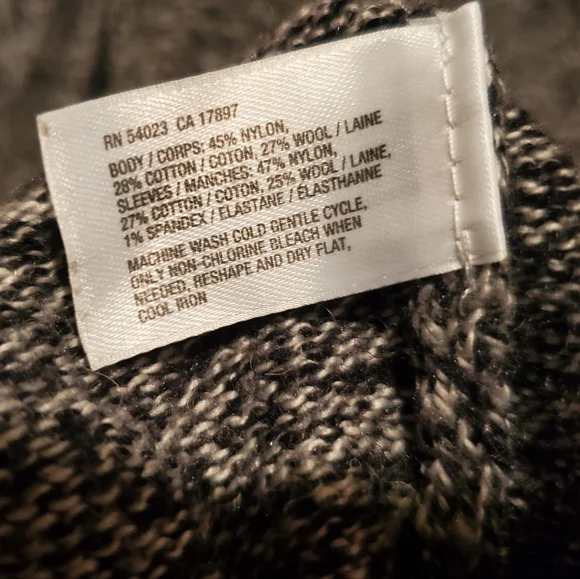 RN 54023 CA 17897
BODY / CORPS: 45% NYLON,
28% COTTON / COTON, 27% WOOL / LAINE
SLEEVES / MANCHES: 47% NYLON,
27% COTTON / COTON, 25% WOOL / LAINE,
1% SPANDEX / ELASTANE / ELASTHANNE
MACHINE WASH COLD GENTLE CYCLE,
ONLY NON-CHLORINE BLEACH WHEN
NEEDED, RESHAPE AND DRY FLAT,
COOL IRON